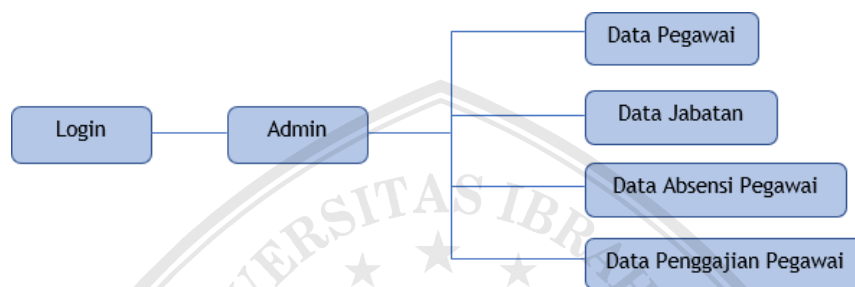 Data Pegawai
Data Jabatan
Login
Admin
Data Absensi Pegawai
Data Penggajian Pegawai